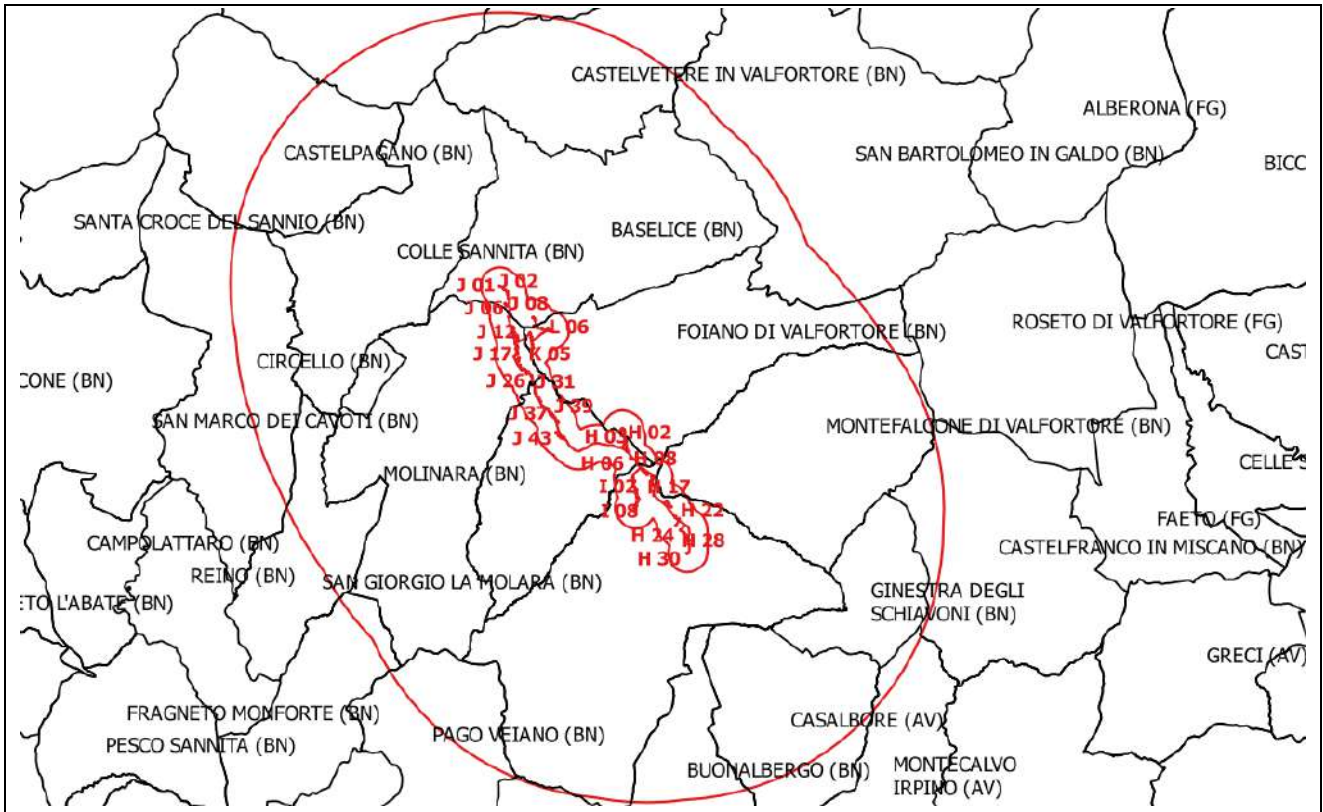 CASTELVETERE IN VALFORTORE (BN)
ALBERONA (FG)
CASTELPAGANO (BN)
SAN BARTOLOMEO IN GALDO (BN)
BICC
SANTA CROCE DEL SANNIO (BN)
BASELICE (BN)
COLLE SANNITA (BN)
J 01
J 02
J 06
J 08
L 06
J 12
FOIANO DI VALFORTORE (BN)
ROSETO DI VALFORTORE (FG)
CIRCELLO (BN)
J 17
K 05
CAST
CONE (BN)
J 26
J 31
SAN MARCO DEI CAVOTI (BN)
J 37
J 39
MONTEFALCONE DI VALFORTORE (BN)
J 43
H 03
H 02
MOLINARA (BN)
H 06
H 08
CELLE S
I 02
H 17
I 08
H 22
FAETO (FG)
CAMPOLATTARO (BN)
H 24
H 28
CASTELFRANCO IN MISCANO (BN)
REINO (BN)
SAN GIORGIO LA MOLARA (BN)
H 30
GINESTRA DEGLI
SCHIAVONI (BN)
ETO L'ABATE (BN)
GRECI (AV)
FRAGNETO MONFORTE (BN)
CASALBORE (AV)
PESCO SANNITA (BN)
PAGO VEIANO (BN)
BUONALBERGO (BN)
MONTECALVO
IRPINO (AV)